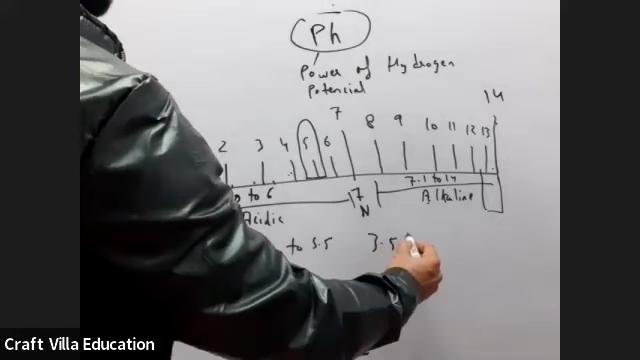 Ph
Power of Hydrogen
Potencial
2 3 4 5 6 7 8 9 10 11 12 13 14
to 6 7 7.1 to 14
Acidic N Alkaline
to 5.5 3.5
Craft Villa Education